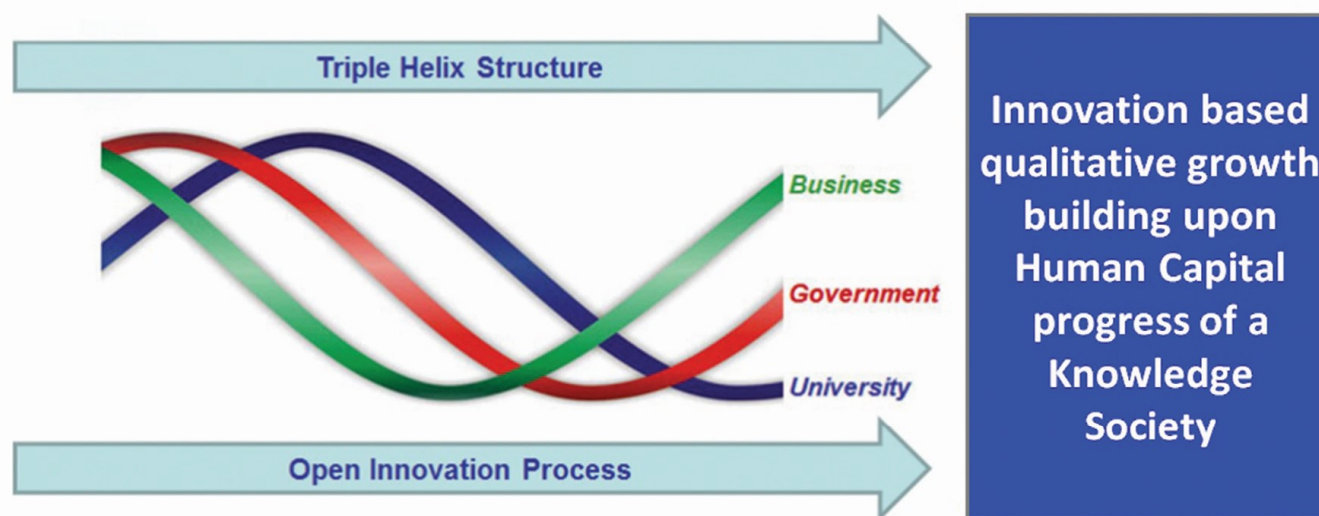 Triple Helix Structure
Business
Government
University
Open Innovation Process
Innovation based
qualitative growth
building upon
Human Capital
progress of a
Knowledge
Society